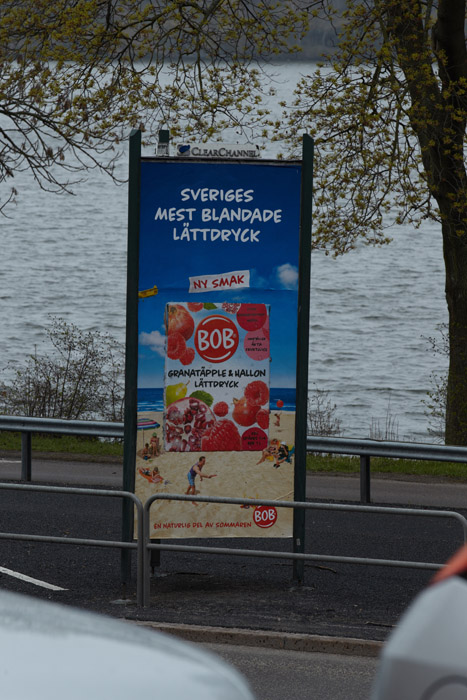 CLEARCHANNEL
SVERIGES
MEST BLANDADE
LÄTTDRYCK
NY SMAK
BOB
GRANATÄPPLE & HALLON
LÄTTDRYCK
EN NATURLIG DEL AV SOMMAREN
BOB